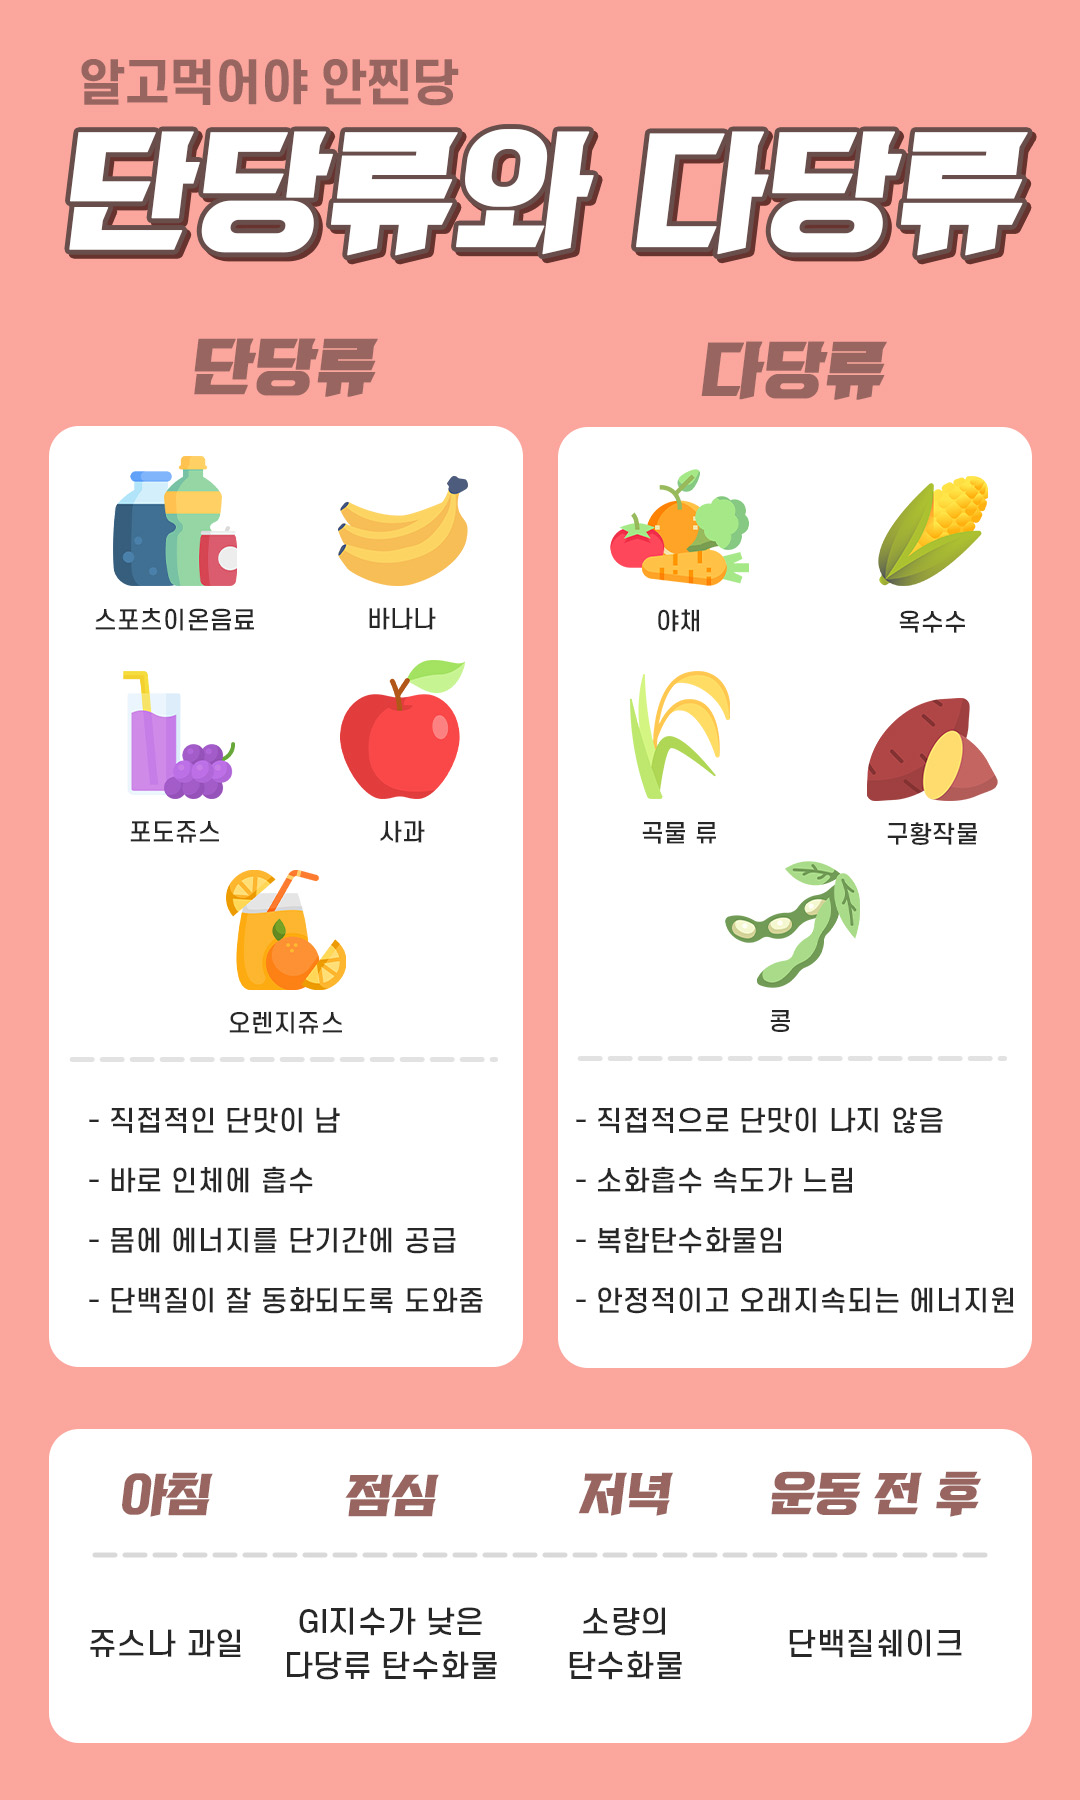 알고먹어야 안찐당
단당류와 다당류
단당류
스포츠이온음료
바나나
포도쥬스
사과
오렌지쥬스
- 직접적인 단맛이 남
- 바로 인체에 흡수
- 몸에 에너지를 단기간에 공급
- 단백질이 잘 동화되도록 도와줌
다당류
야채
옥수수
곡물 류
구황작물
콩
- 직접적으로 단맛이 나지 않음
- 소화흡수 속도가 느림
- 복합탄수화물임
- 안정적이고 오래지속되는 에너지원
아침
쥬스나 과일
점심
GI지수가 낮은
다당류 탄수화물
저녁
소량의
탄수화물
운동 전 후
단백질쉐이크